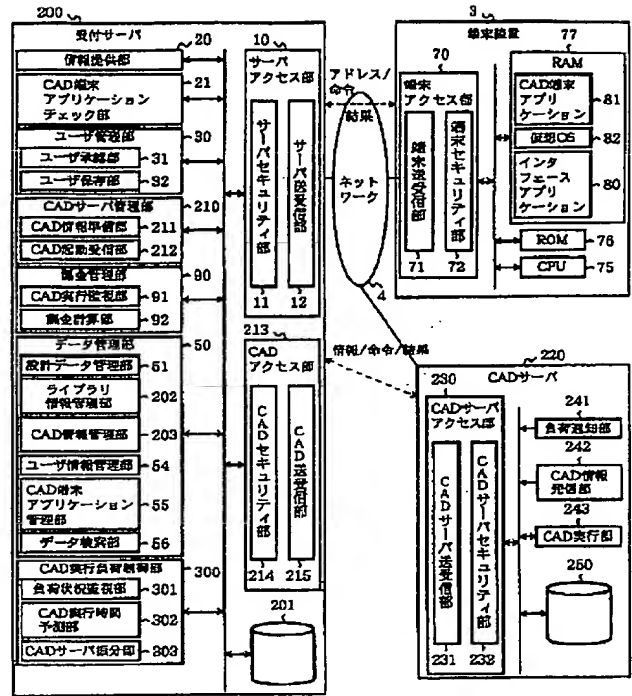 200
受付サーバ
20
情報提供部
21
CAD端末
アプリケーション
チェック部
30
ユーザ管理部
ユーザ承認部
31
ユーザ保存部
32
CADサーバ管理部
210
CAD情報準備部
211
CAD起動受信部
212
課金管理部
90
CAD実行監視部
91
課金計算部
92
データ管理部
50
設計データ管理部
51
ライブラリ
情報管理部
202
CAD情報管理部
203
ユーザ情報管理部
54
CAD端末
アプリケーション
管理部
55
データ検索部
56
CAD実行負荷制御部
300
負荷状況監視部
301
CAD実行時間
予測部
302
CADサーバ振分部
303
10
サーバ
アクセス部
サーバセキュリティ部
サーバ送受信部
11
12
213
CAD
アクセス部
CADセキュリティ部
CAD送受信部
214
215
201
アドレス/
命令
結果
ネット
ワーク
4
情報/命令/結果
3
端末装置
70
端末
アクセス部
端末送受付部
端末セキュリティ部
71
72
77
RAM
CAD端末
アプリ
ケーション
81
仮想OS
82
インタ
フェース
アプリ
ケーション
80
ROM
76
CPU
75
220
CADサーバ
230
CADサーバ
アクセス部
CADサーバ送受信部
CADサーバセキュリティ部
231
232
241
負荷通知部
242
CAD情報
発信部
243
CAD実行部
250